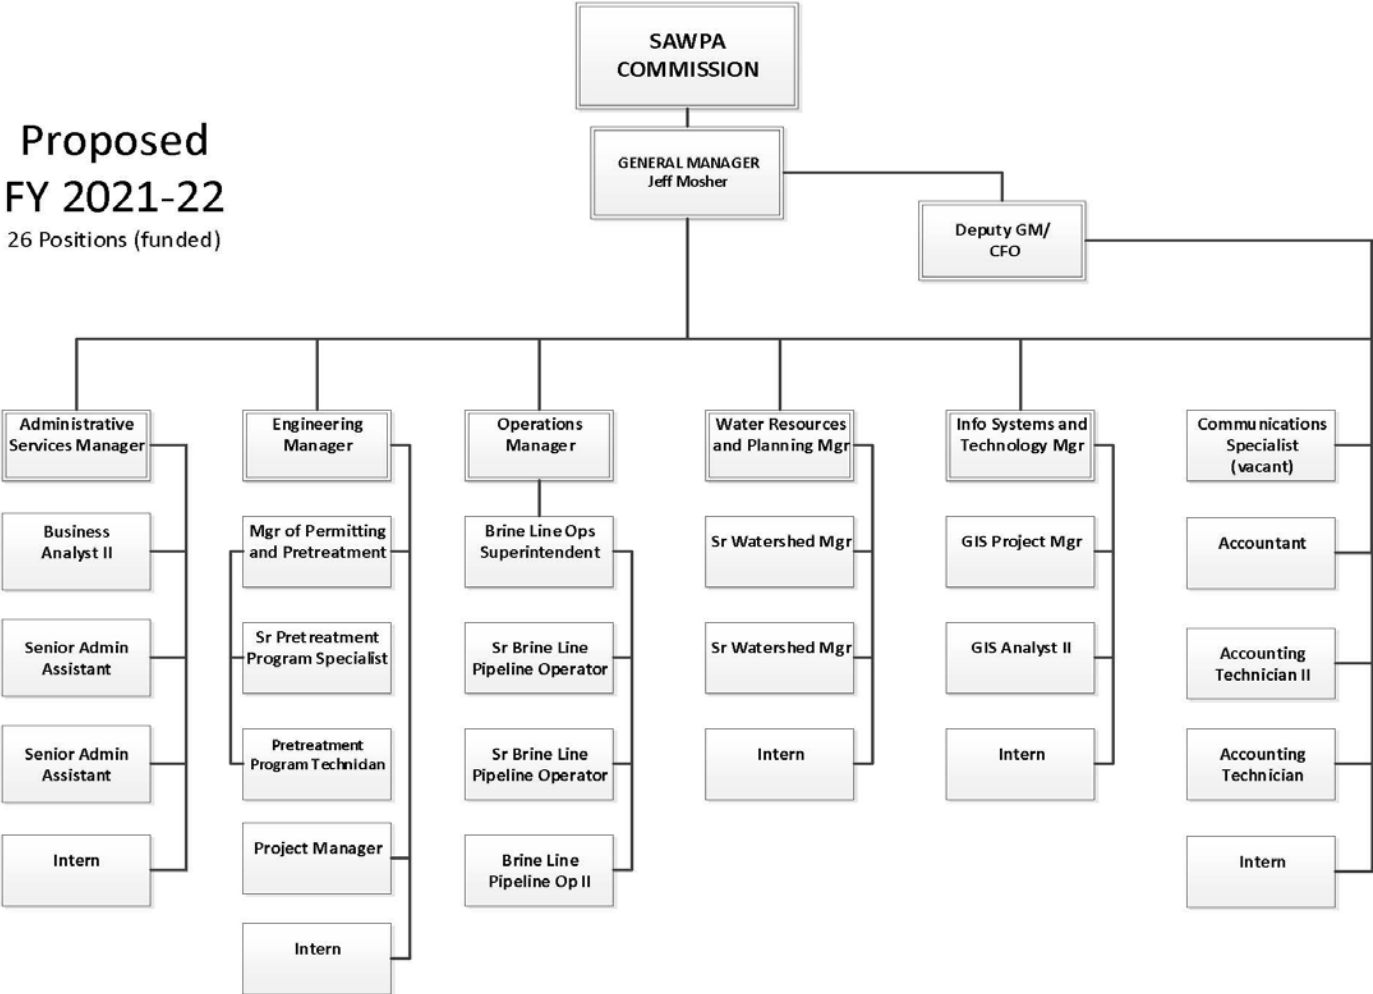 SAWPA
COMMISSION
GENERAL MANAGER
Jeff Mosher
Proposed
FY 2021-22
26 Positions (funded)
Deputy GM/
CFO
Administrative
Services Manager
Business
Analyst II
Senior Admin
Assistant
Senior Admin
Assistant
Intern
Engineering
Manager
Mgr of Permitting
and Pretreatment
Sr Pretreatment
Program Specialist
Pretreatment
Program Technician
Project Manager
Intern
Operations
Manager
Brine Line Ops
Superintendent
Sr Brine Line
Pipeline Operator
Sr Brine Line
Pipeline Operator
Brine Line
Pipeline Op II
Water Resources
and Planning Mgr
Sr Watershed Mgr
Sr Watershed Mgr
Intern
Info Systems and
Technology Mgr
GIS Project Mgr
GIS Analyst II
Intern
Communications
Specialist
(vacant)
Accountant
Accounting
Technician II
Accounting
Technician
Intern